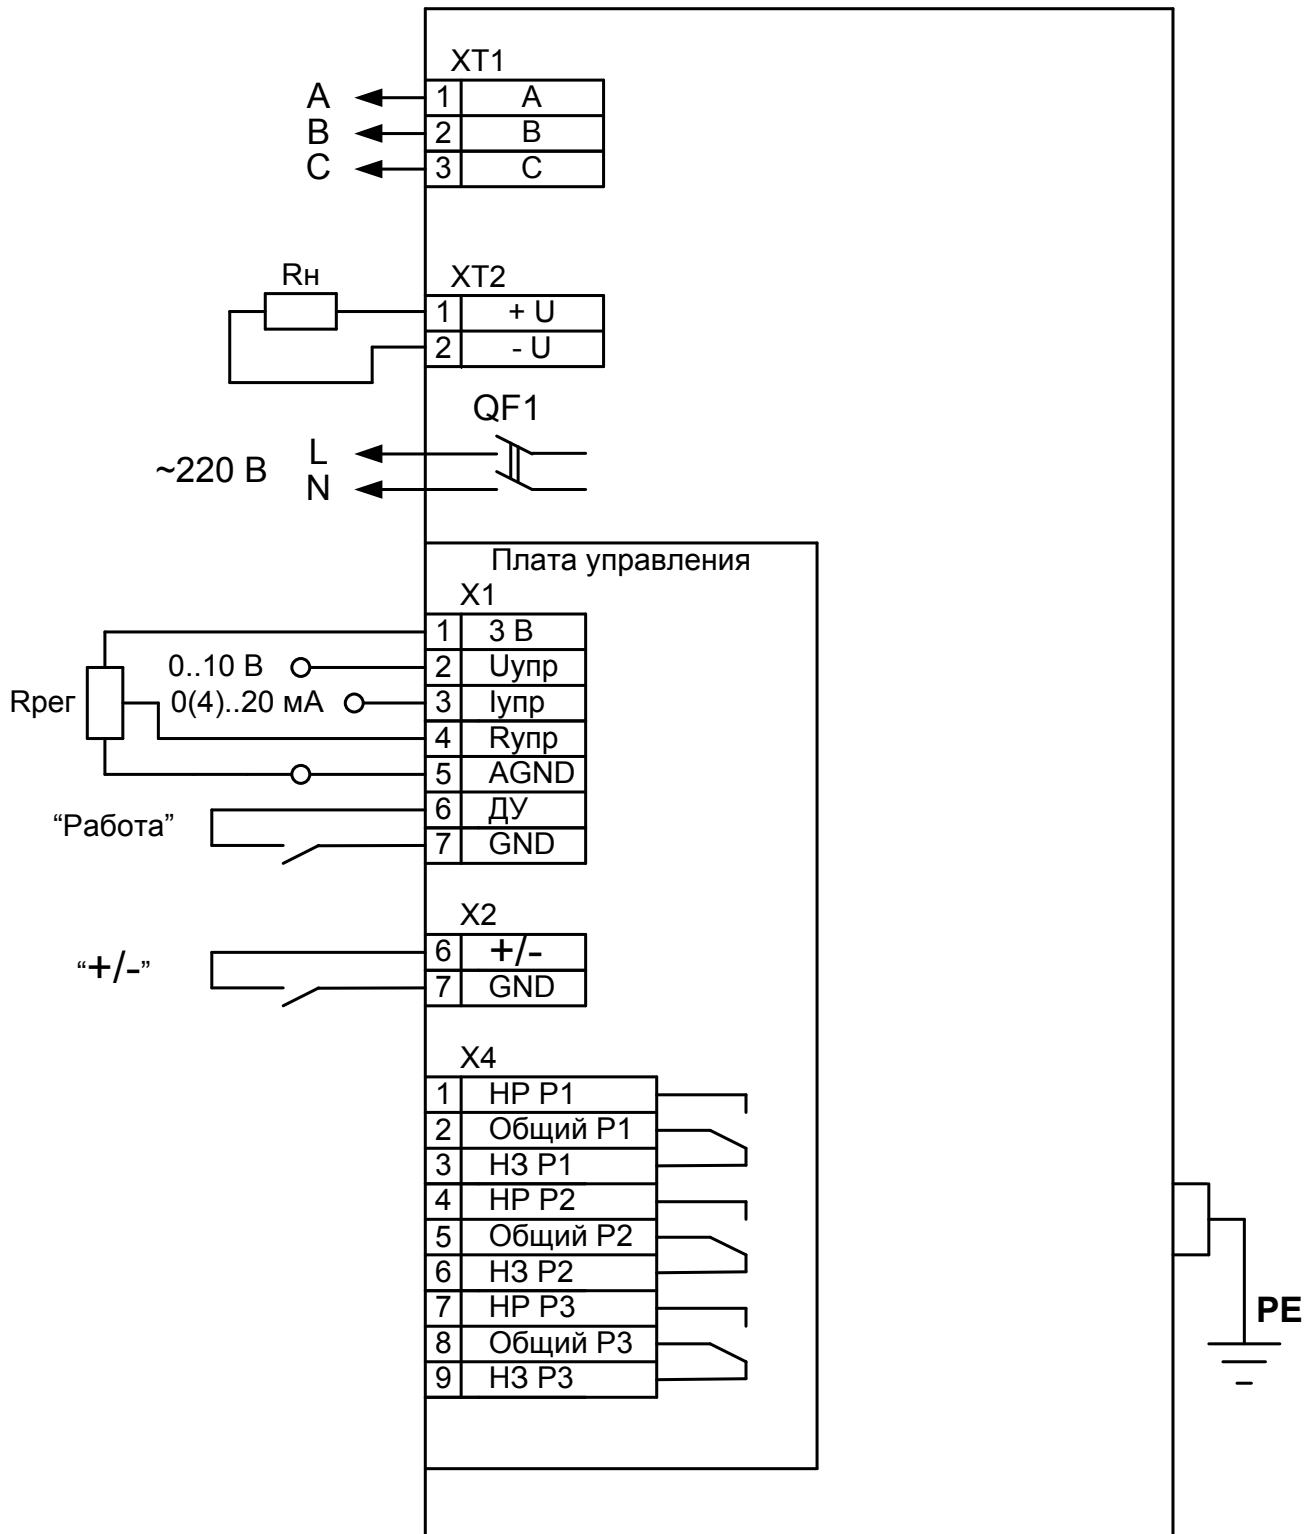 XT1
A 1 A
B 2 B
C 3 C
Rн
XT2
1 + U
2 - U
QF1
~220 В
L
N
Плата управления
X1
1 3 В
0..10 В 2 Uупр
Rрег 0(4)..20 мА 3 Iупр
4 Rупр
5 AGND
“Работа” 6 ДУ
7 GND
X2
“+/-” 6 +/-
7 GND
X4
1 НР Р1
2 Общий Р1
3 НЗ Р1
4 НР Р2
5 Общий Р2
6 НЗ Р2
7 НР Р3
8 Общий Р3
9 НЗ Р3
PE